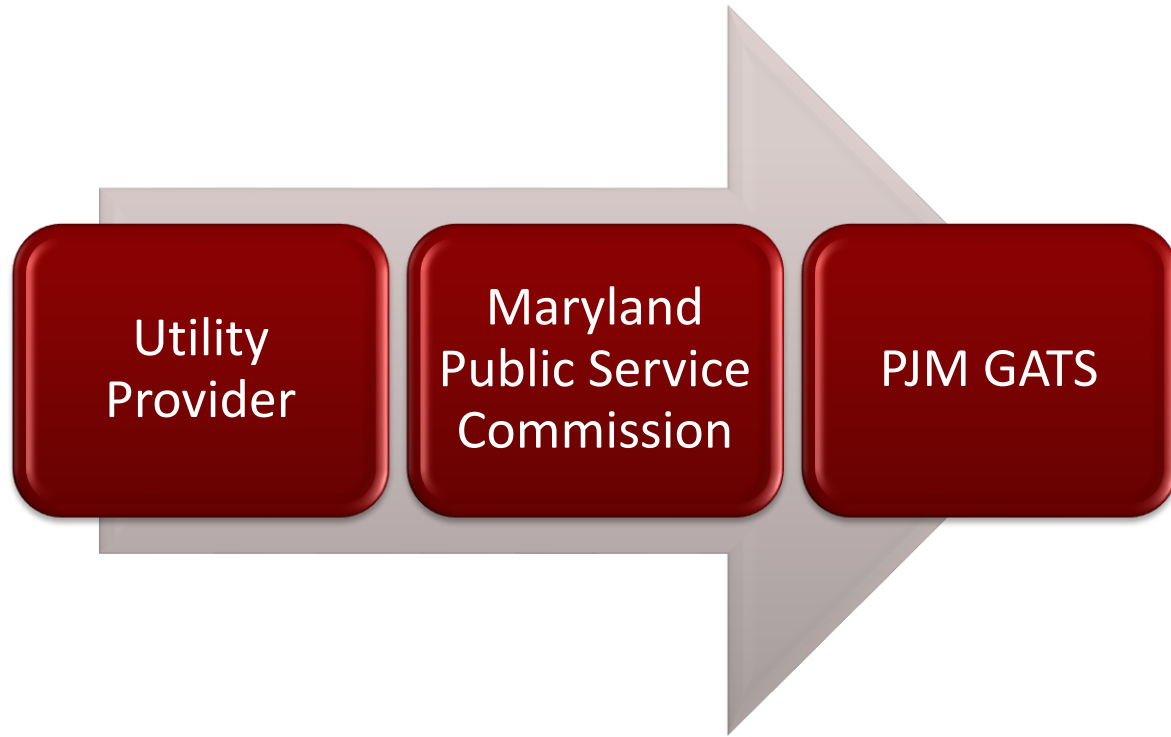 Utility
Provider
Maryland
Public Service
Commission
PJM GATS